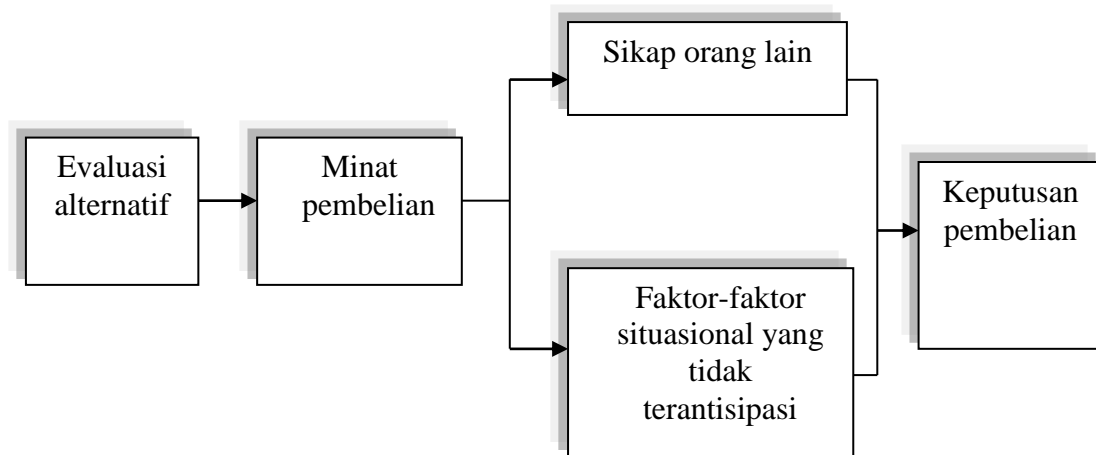 Evaluasi
alternatif
Minat
pembelian
Sikap orang lain
Faktor-faktor
situasional yang
tidak
terantisipasi
Keputusan
pembelian